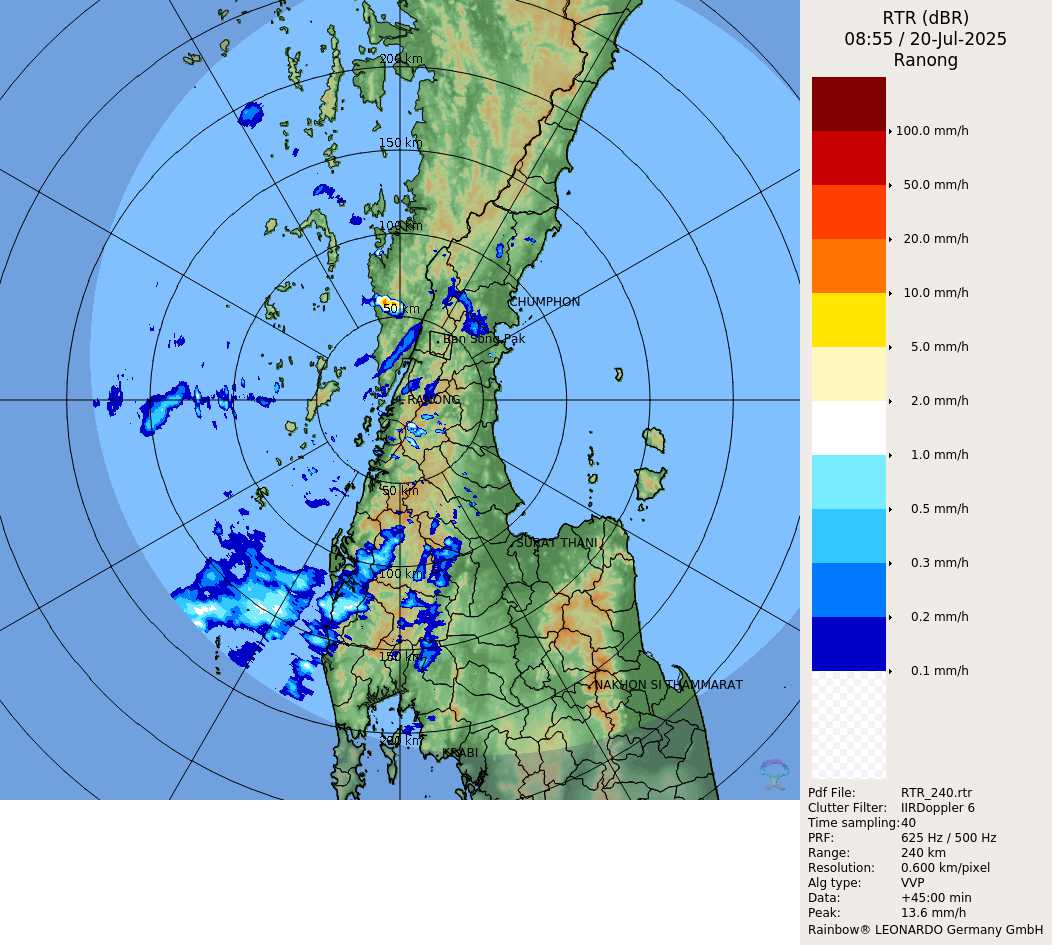 RTR (dBR)
08:55 / 20-Jul-2025
Ranong
200 km
150 km
100 km
50 km
CHUMPHON
Ban Song Pak
RANONG
50 km
SURAT THANI
100 km
150 km
NAKHON SI THAMMARAT
200 km
KRABI
100.0 mm/h
50.0 mm/h
20.0 mm/h
10.0 mm/h
5.0 mm/h
2.0 mm/h
1.0 mm/h
0.5 mm/h
0.3 mm/h
0.2 mm/h
0.1 mm/h
Pdf File: RTR_240.rtr
Clutter Filter: IIRDoppler 6
Time sampling:40
PRF: 625 Hz / 500 Hz
Range: 240 km
Resolution: 0.600 km/pixel
Alg type: VVP
Data: +45:00 min
Peak: 13.6 mm/h
Rainbow® LEONARDO Germany GmbH